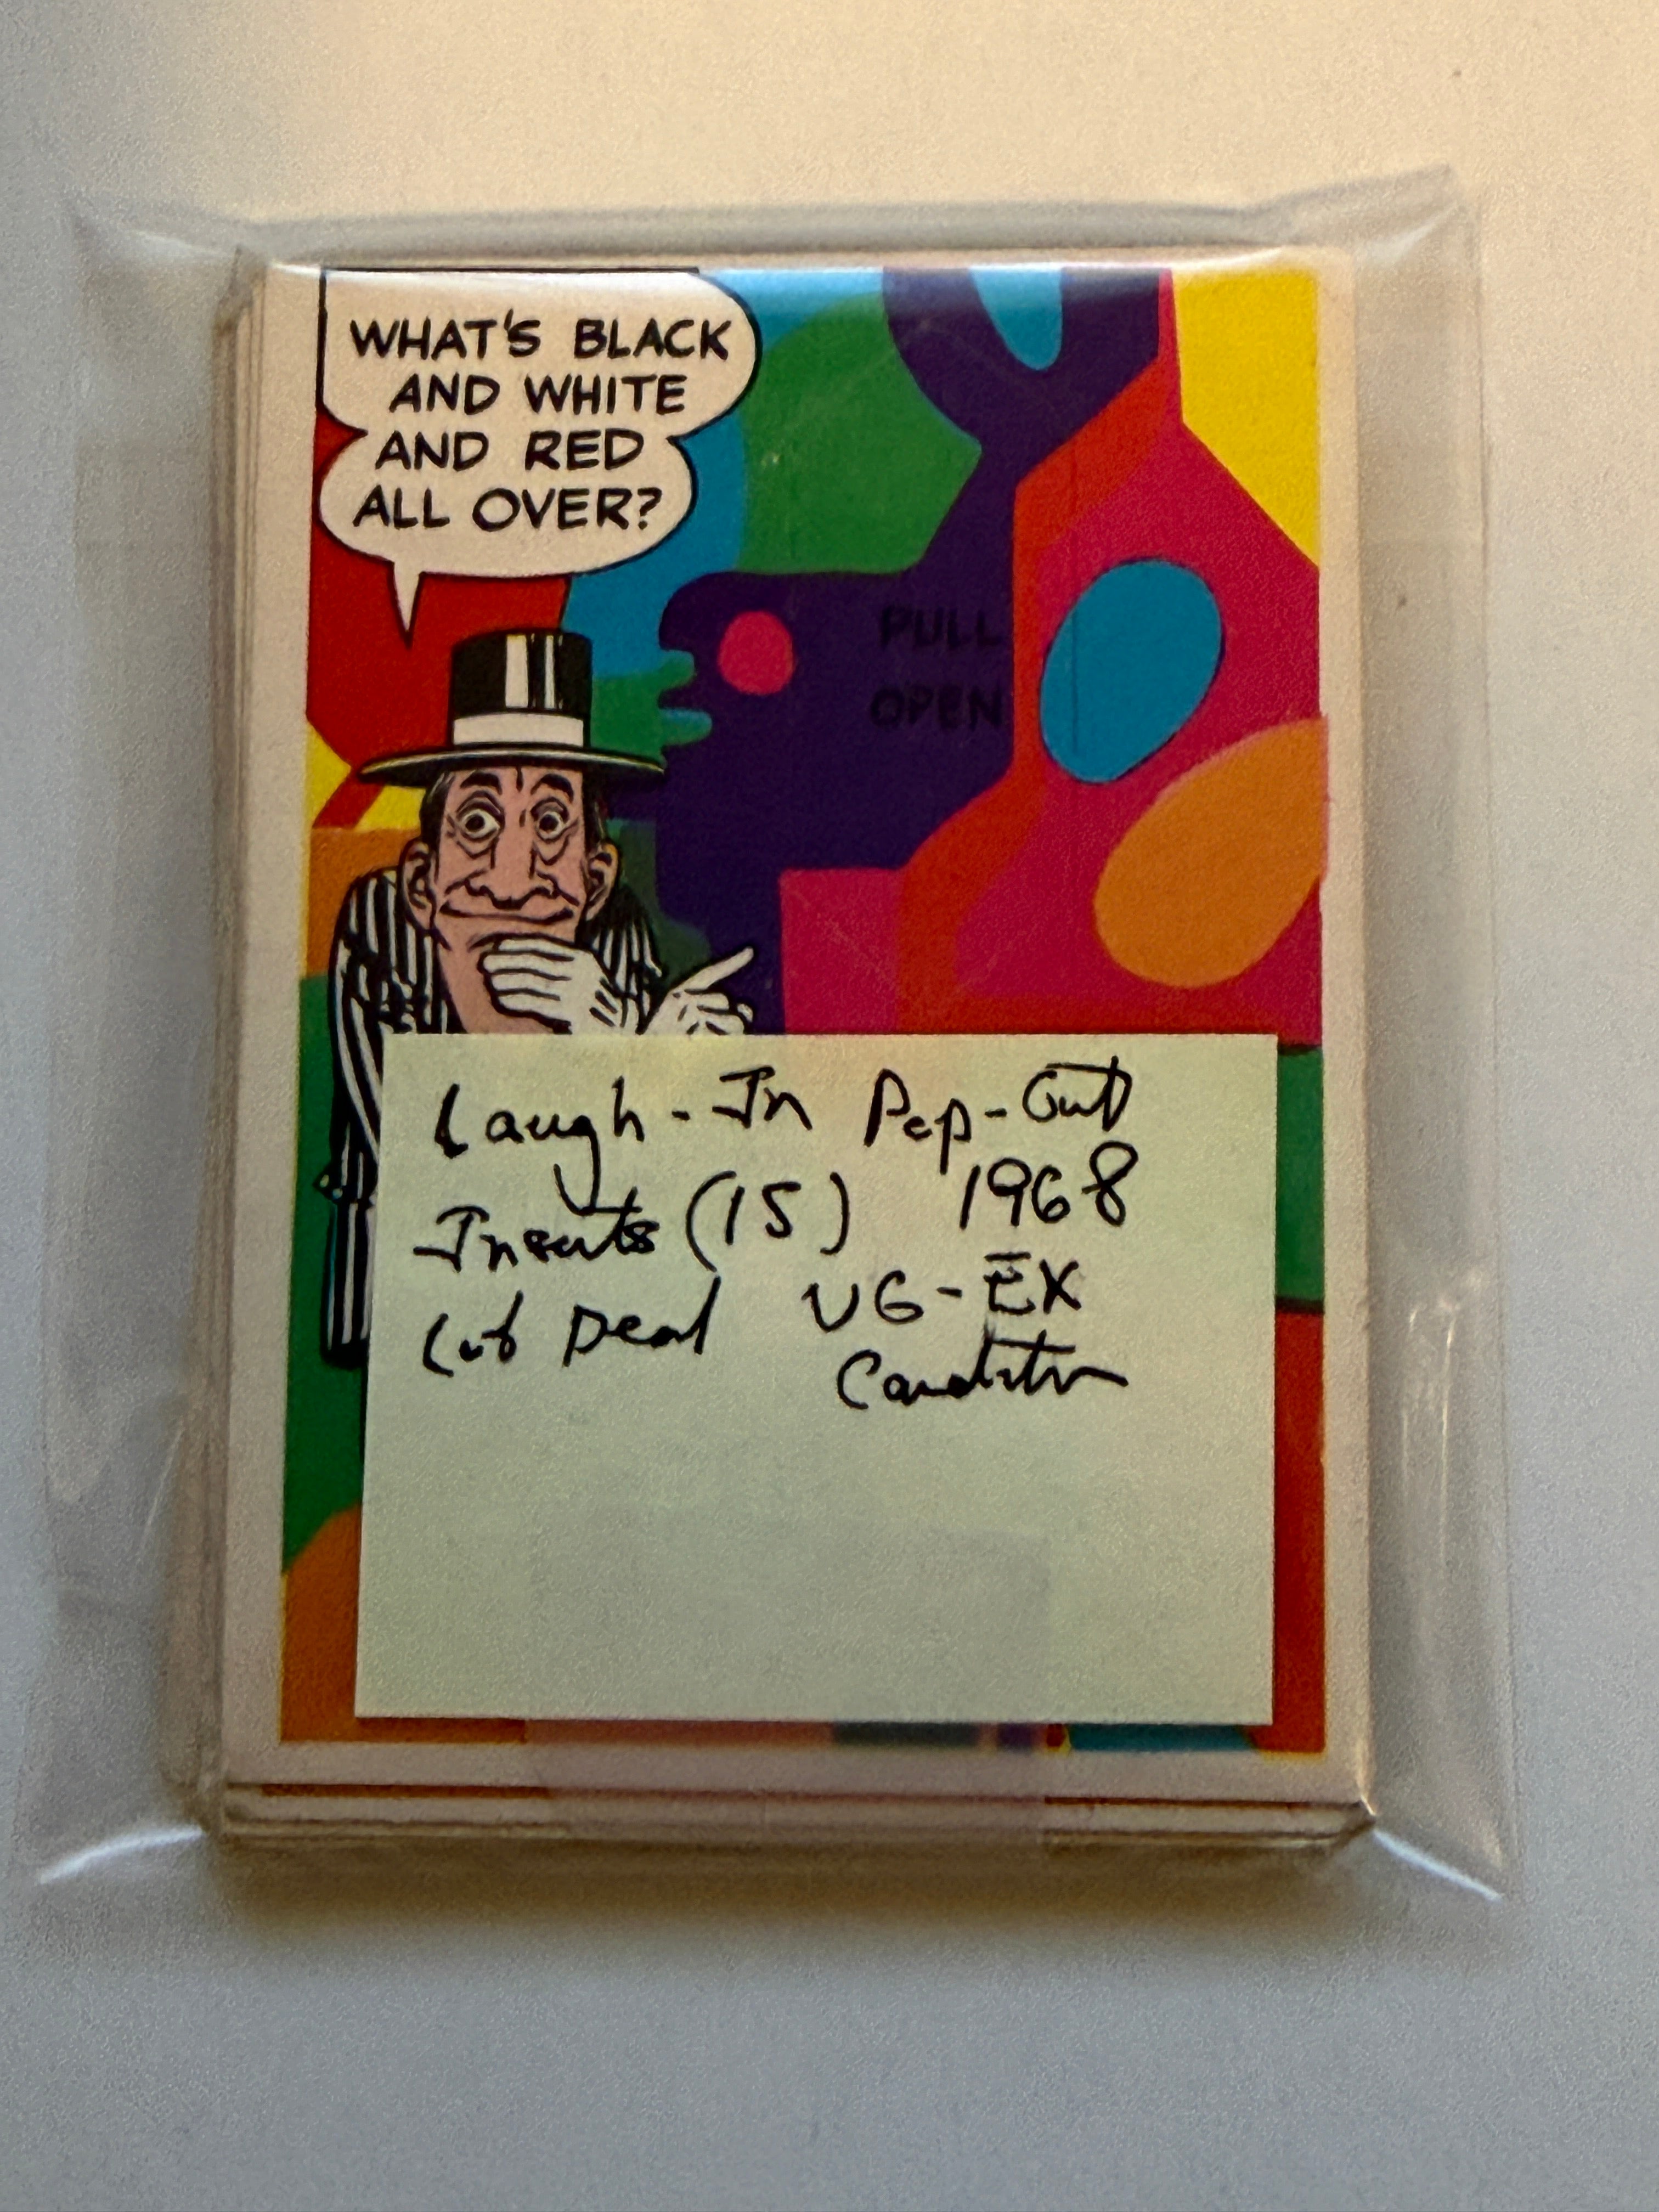 WHAT'S BLACK
AND WHITE
AND RED
ALL OVER?
PULL
OPEN
Laugh-In Pop-Out
Inserts (15) 1968
Lot Deal VG-EX
Condition